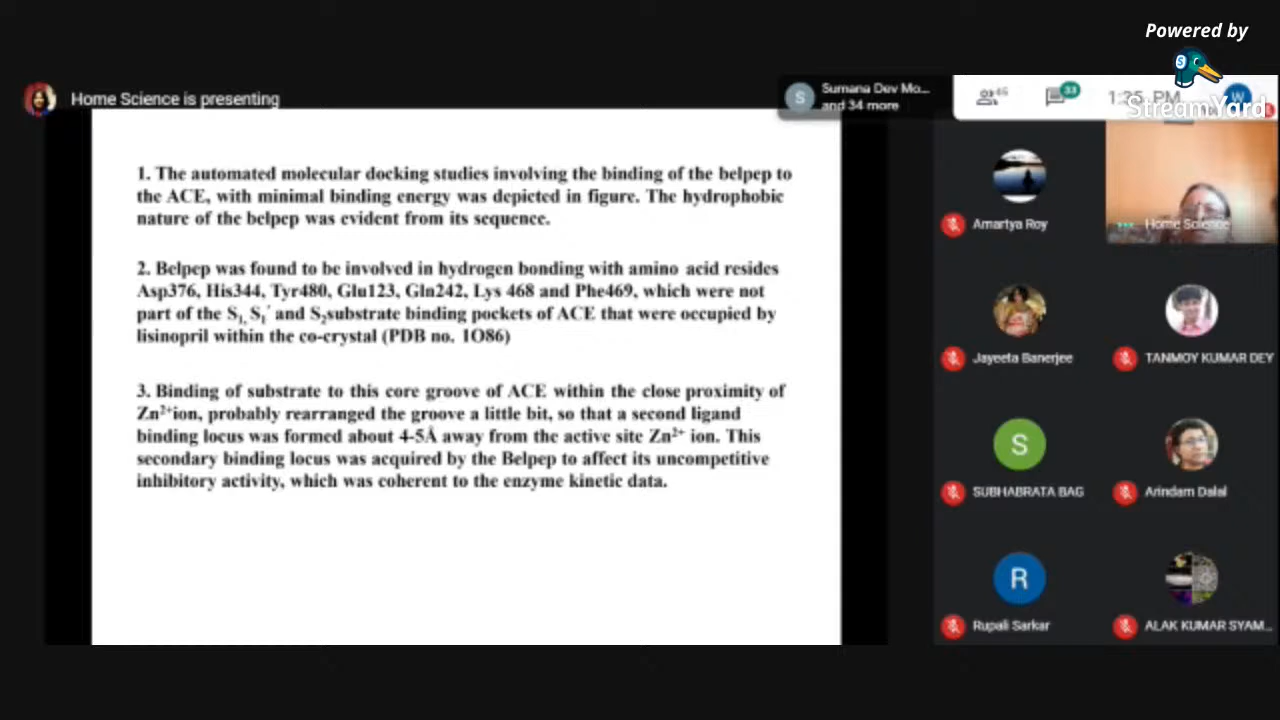 Powered by
StreamYard
Home Science is presenting
S
Sumana Dev Mo...
and 34 more
46
33
W
1. The automated molecular docking studies involving the binding of the belpep to
the ACE, with minimal binding energy was depicted in figure. The hydrophobic
nature of the belpep was evident from its sequence.
2. Belpep was found to be involved in hydrogen bonding with amino acid resides
Asp376, His344, Tyr480, Glu123, Gln242, Lys 468 and Phe469, which were not
part of the S₁, S₁′ and S₂substrate binding pockets of ACE that were occupied by
lisinopril within the co-crystal (PDB no. 1O86)
3. Binding of substrate to this core groove of ACE within the close proximity of
Zn²⁺ion, probably rearranged the groove a little bit, so that a second ligand
binding locus was formed about 4-5Å away from the active site Zn²⁺ ion. This
secondary binding locus was acquired by the Belpep to affect its uncompetitive
inhibitory activity, which was coherent to the enzyme kinetic data.
Amartya Roy
Home Science
Jayeeta Banerjee
TANMOY KUMAR DEY
S
SUBHABRATA BAG
Arindam Dalal
R
Rupali Sarkar
ALAK KUMAR SYAM...